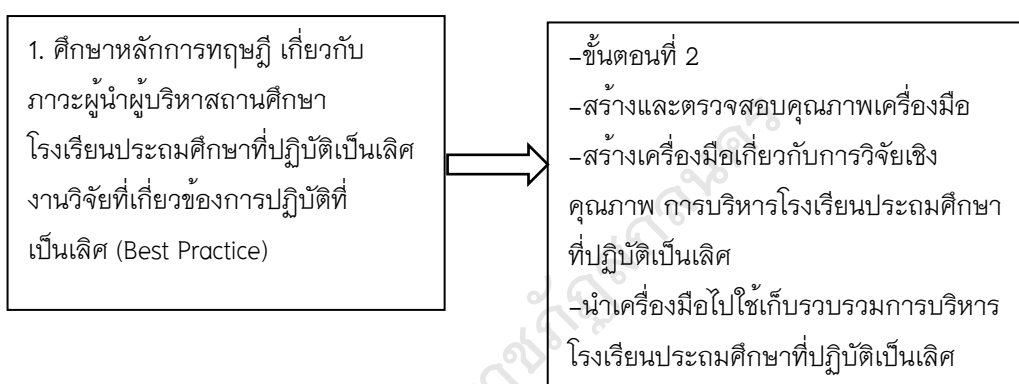 1. ศึกษาหลักการทฤษฎี เกี่ยวกับ
ภาวะผู้นำผู้บริหาสถานศึกษา
โรงเรียนประถมศึกษาที่ปฏิบัติเป็นเลิศ
งานวิจัยที่เกี่ยวข้องการปฏิบัติที่
เป็นเลิศ (Best Practice)
-ขั้นตอนที่ 2
-สร้างและตรวจสอบคุณภาพเครื่องมือ
-สร้างเครื่องมือเกี่ยวกับการวิจัยเชิง
คุณภาพ การบริหารโรงเรียนประถมศึกษา
ที่ปฏิบัติเป็นเลิศ
-นำเครื่องมือไปใช้เก็บรวบรวมการบริหาร
โรงเรียนประถมศึกษาที่ปฏิบัติเป็นเลิศ